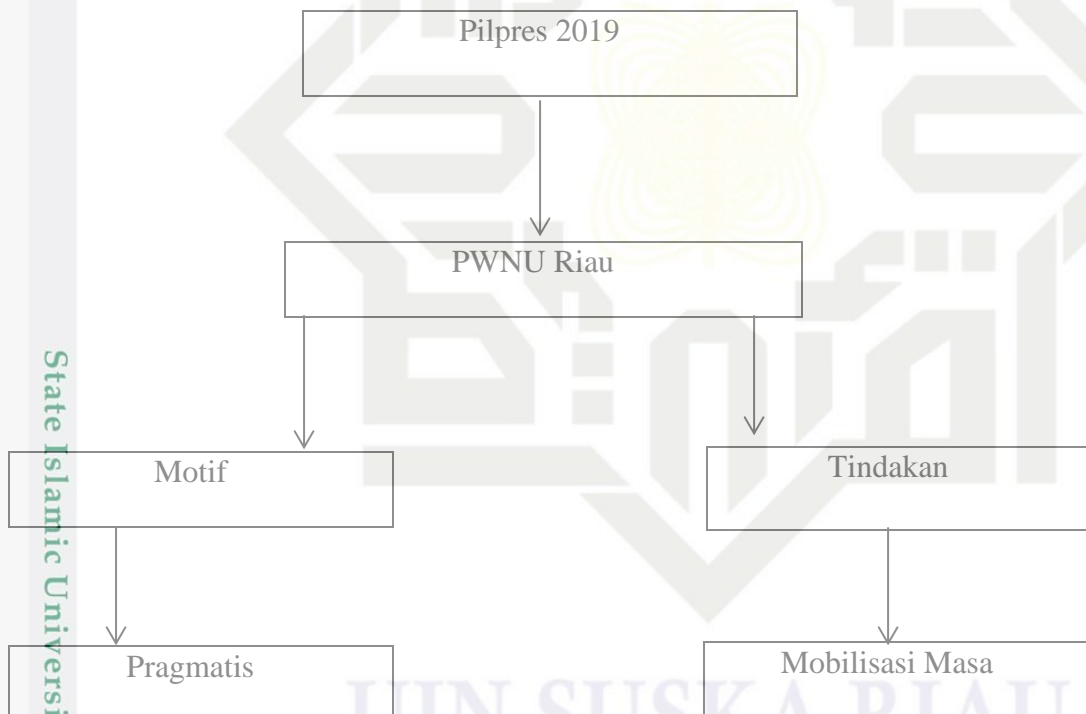 Pilpres 2019
PWNU Riau
Motif
Tindakan
Pragmatis
Mobilisasi Masa
State Islamic Universi
UIN SUSKA RIAU